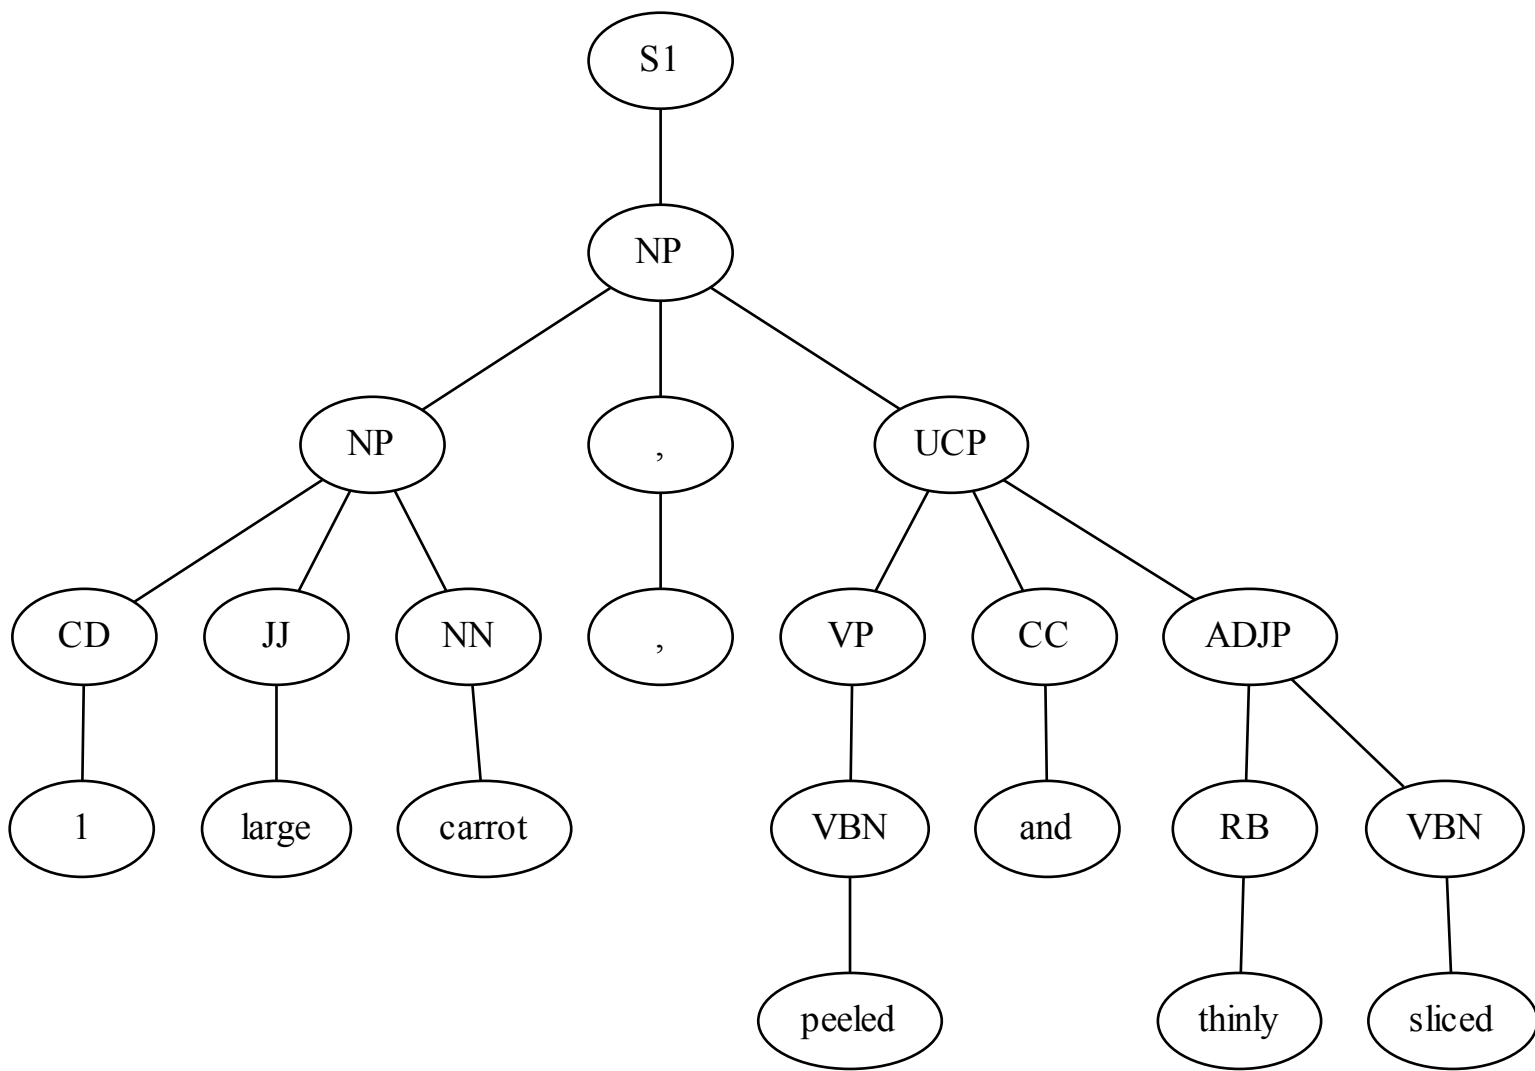 S1
NP
NP , UCP
CD JJ NN , VP CC ADJP
1 large carrot VBN and RB VBN
peeled thinly sliced